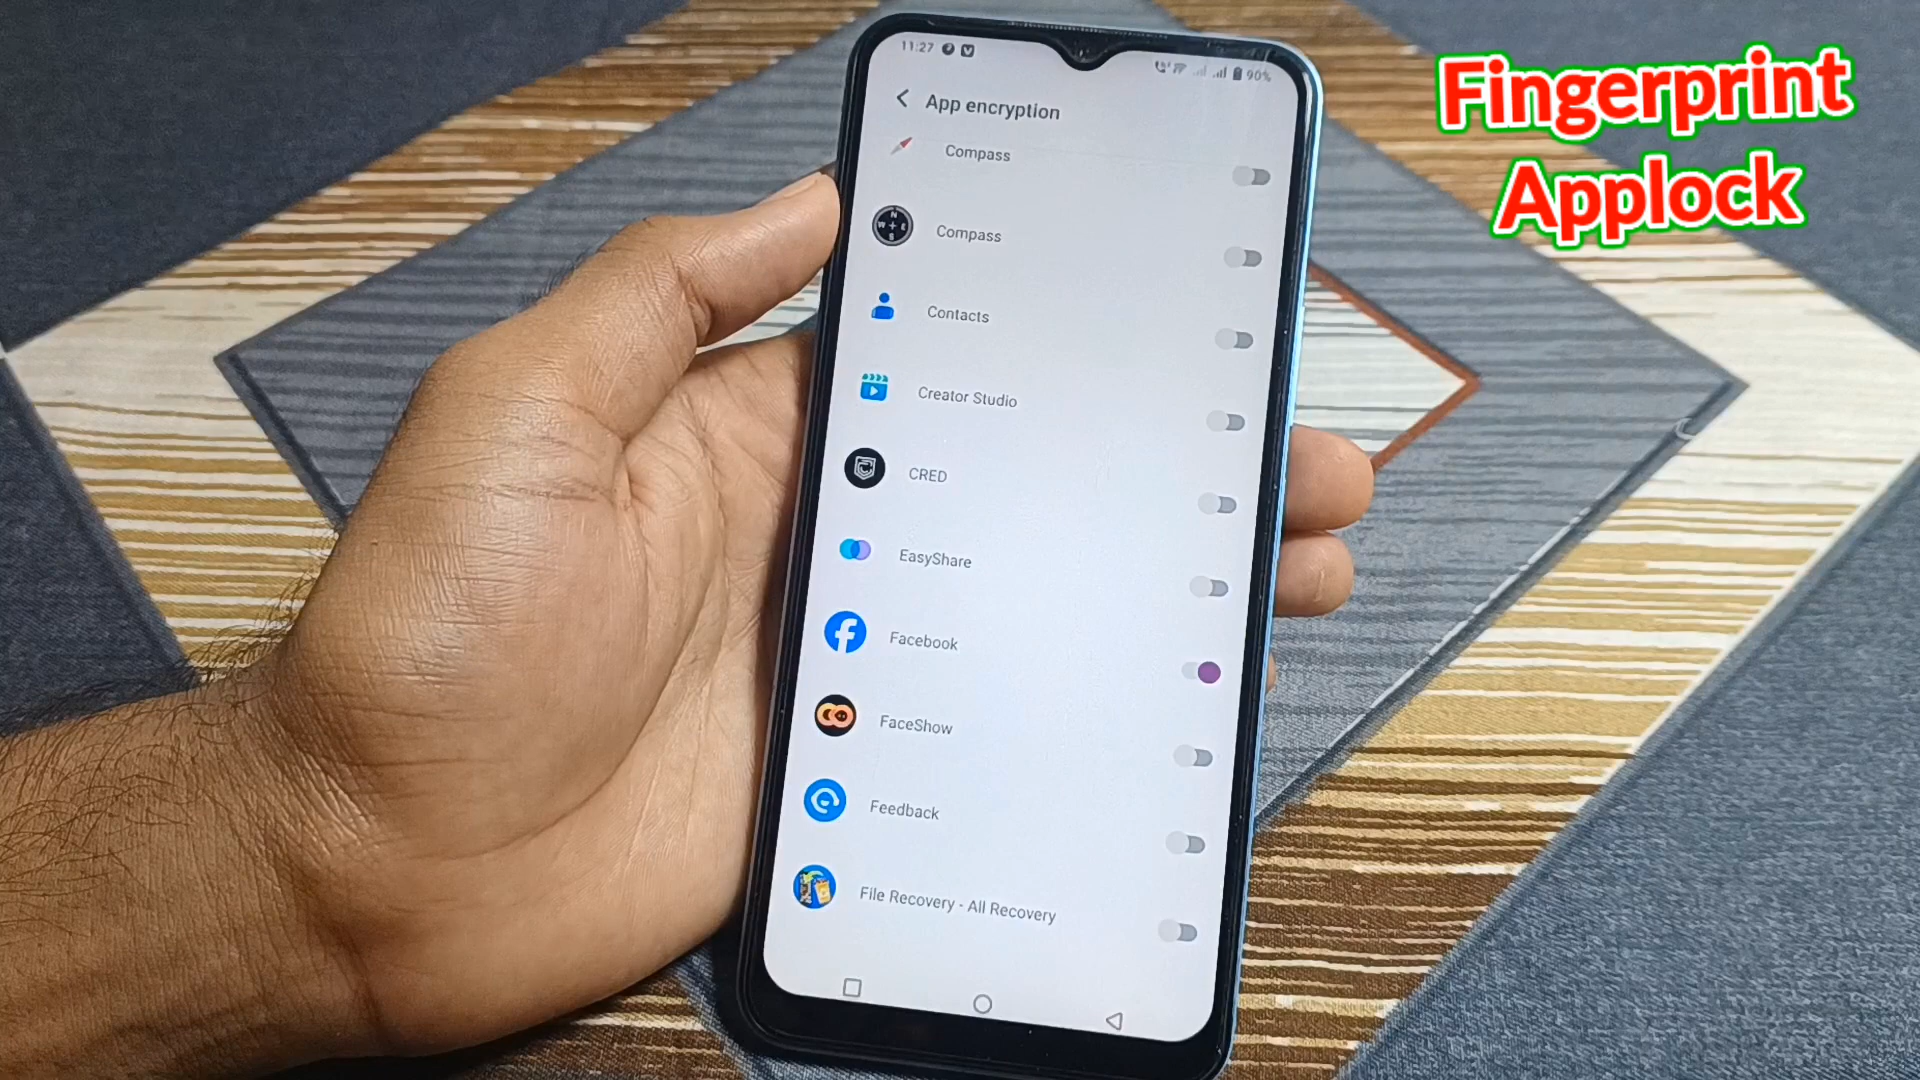 Fingerprint
Applock
11:27
90%
App encryption
Compass
N
W E
S
Compass
Contacts
Creator Studio
CRED
EasyShare
Facebook
FaceShow
Feedback
File Recovery - All Recovery